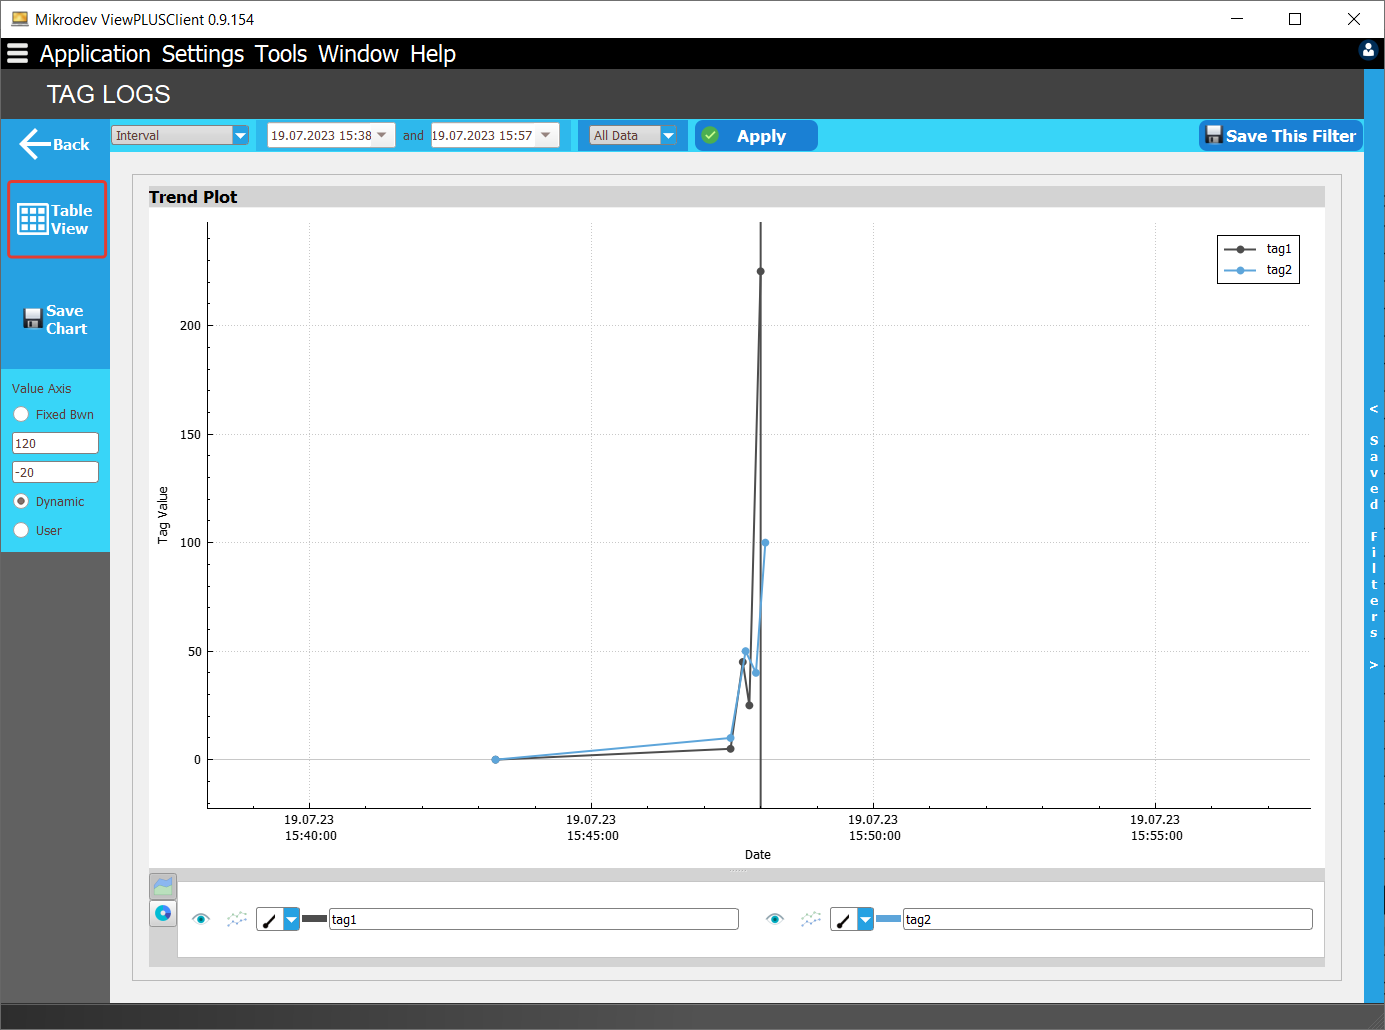 Mikrodev ViewPLUSClient 0.9.154
Application Settings Tools Window Help
TAG LOGS
Back
Interval
19.07.2023 15:38
and
19.07.2023 15:57
All Data
Apply
Save This Filter
Table
View
Save
Chart
Value Axis
Fixed Bwn
120
-20
Dynamic
User
Trend Plot
tag1
tag2
Tag Value
200
150
100
50
0
19.07.23
15:40:00
19.07.23
15:45:00
19.07.23
15:50:00
19.07.23
15:55:00
Date
tag1
tag2
< Saved Filters >